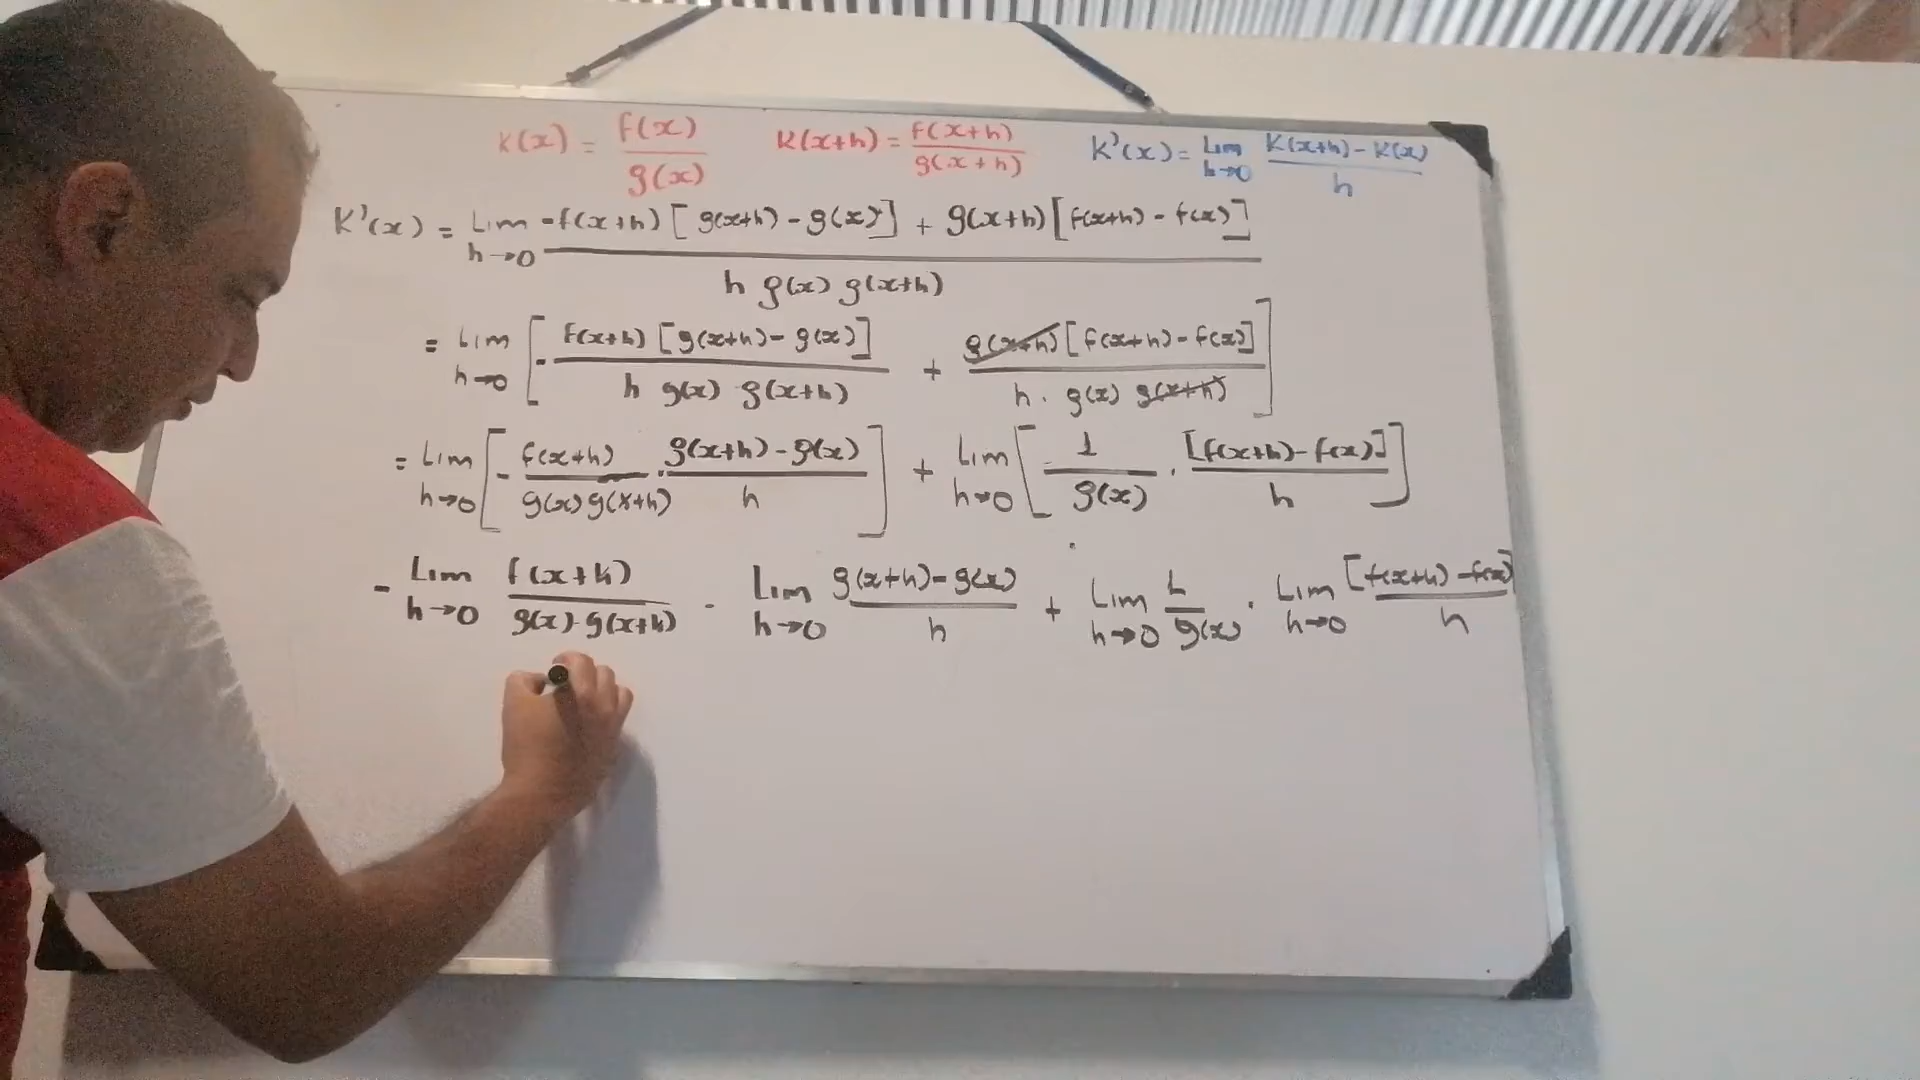 K(x) = f(x)/g(x) K(x+h) = f(x+h)/g(x+h) K'(x) = Lim h→0 K(x+h) - K(x)/h
K'(x) = Lim h→0 -f(x+h) [g(x+h) - g(x)] + g(x+h) [f(x+h) - f(x)] / h g(x) g(x+h)
= Lim h→0 [ - f(x+h) [g(x+h) - g(x)] / h g(x) g(x+h) + g(x+h) [f(x+h) - f(x)] / h · g(x) g(x+h) ]
= Lim h→0 [ - f(x+h) / g(x) g(x+h) · g(x+h) - g(x) / h ] + Lim h→0 [ 1 / g(x) · [f(x+h) - f(x)] / h ]
- Lim h→0 f(x+h) / g(x) · g(x+h) · Lim h→0 g(x+h) - g(x) / h + Lim h→0 1 / g(x) · Lim h→0 [f(x+h) - f(x)] / h